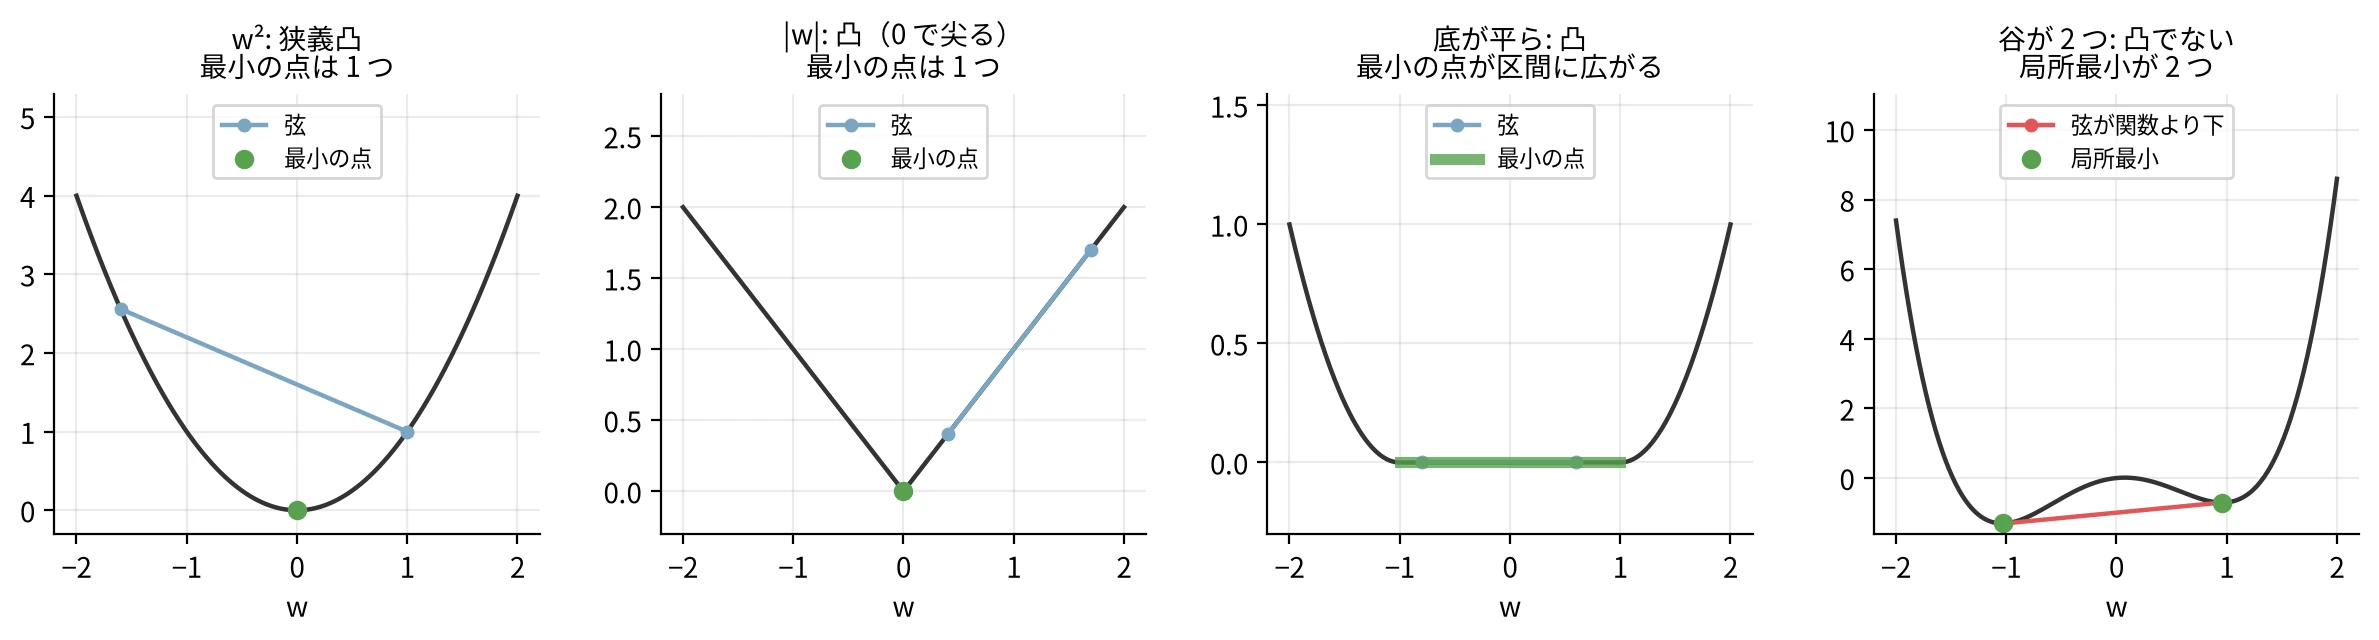 w²: 狭義凸
最小の点は 1 つ
弦
最小の点
5
4
3
2
1
0
−2
−1
0
1
2
w
|w|: 凸（0 で尖る）
最小の点は 1 つ
弦
最小の点
2.5
2.0
1.5
1.0
0.5
0.0
−2
−1
0
1
2
w
底が平ら: 凸
最小の点が区間に広がる
弦
最小の点
1.5
1.0
0.5
0.0
−2
−1
0
1
2
w
谷が 2 つ: 凸でない
局所最小が 2 つ
弦が関数より下
局所最小
10
8
6
4
2
0
−2
−1
0
1
2
w